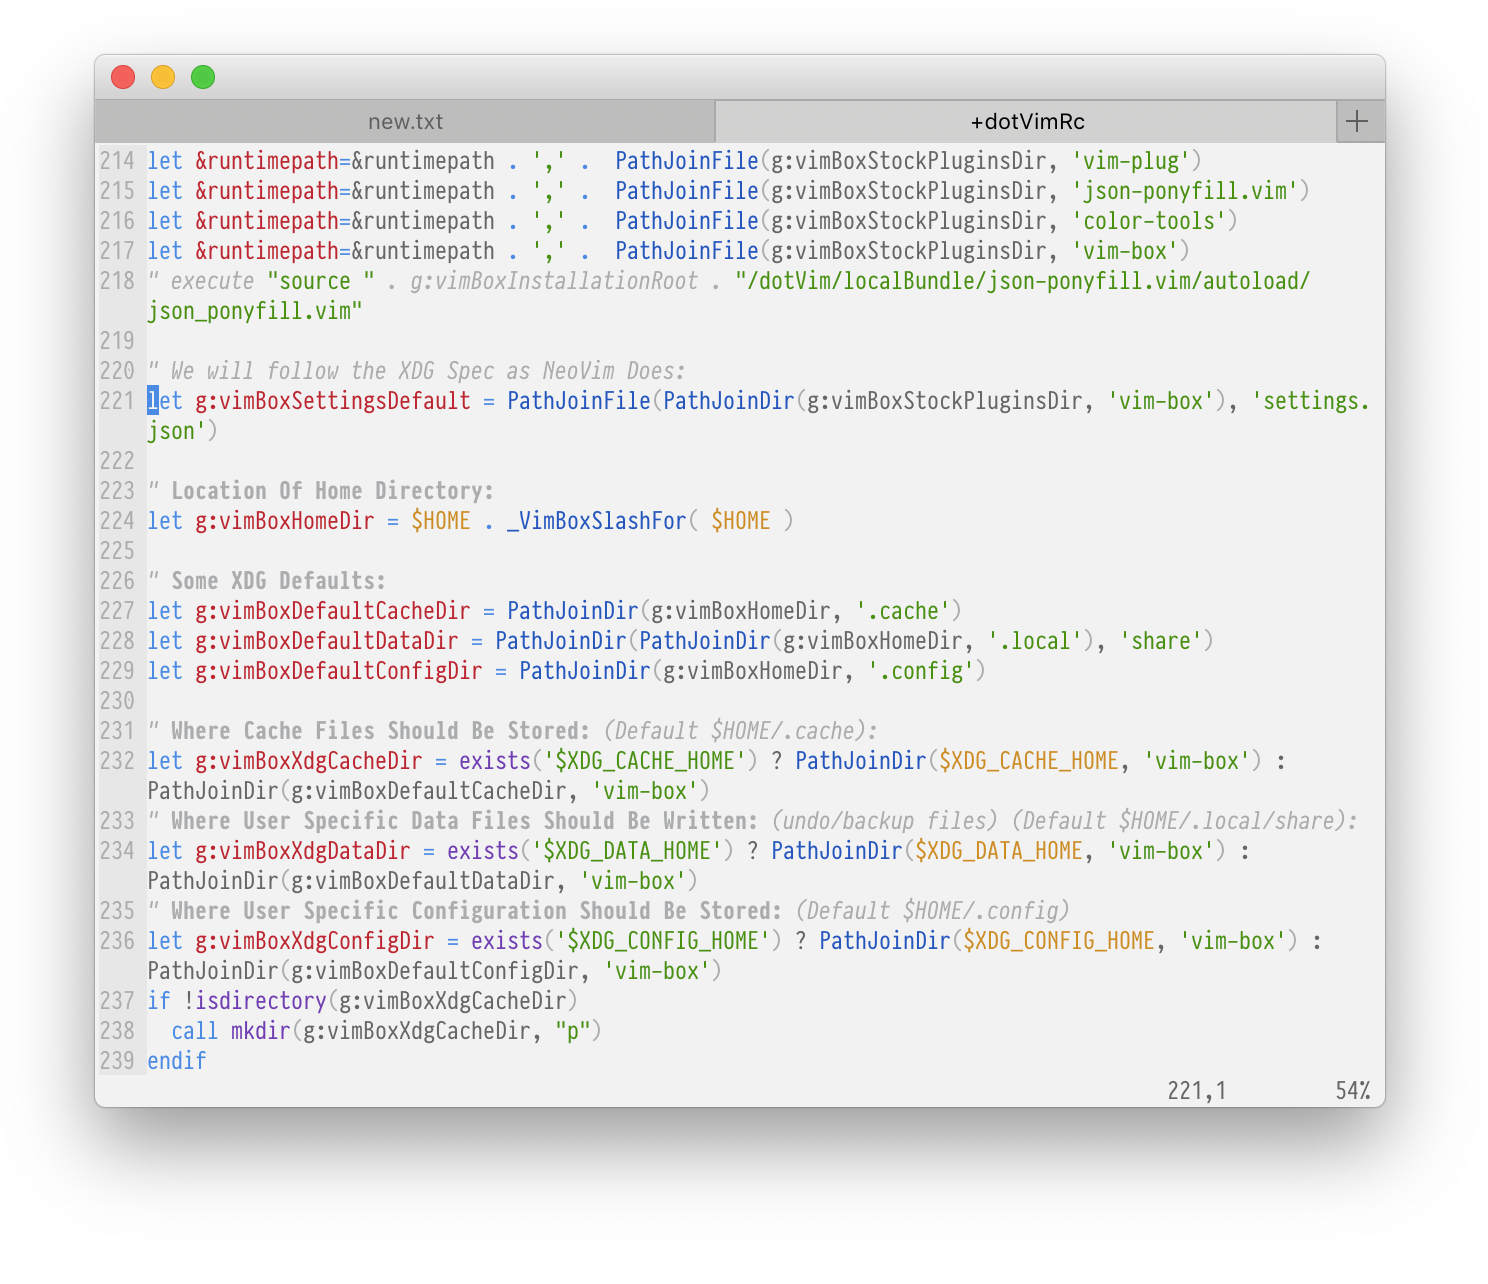 new.txt
+dotVimRc
214 let &runtimepath=&runtimepath . ',' .  PathJoinFile(g:vimBoxStockPluginsDir, 'vim-plug')
215 let &runtimepath=&runtimepath . ',' .  PathJoinFile(g:vimBoxStockPluginsDir, 'json-ponyfill.vim')
216 let &runtimepath=&runtimepath . ',' .  PathJoinFile(g:vimBoxStockPluginsDir, 'color-tools')
217 let &runtimepath=&runtimepath . ',' .  PathJoinFile(g:vimBoxStockPluginsDir, 'vim-box')
218 " execute "source " . g:vimBoxInstallationRoot . "/dotVim/localBundle/json-ponyfill.vim/autoload/
json_ponyfill.vim"
219
220 " We will follow the XDG Spec as NeoVim Does:
221 let g:vimBoxSettingsDefault = PathJoinFile(PathJoinDir(g:vimBoxStockPluginsDir, 'vim-box'), 'settings.
json')
222
223 " Location Of Home Directory:
224 let g:vimBoxHomeDir = $HOME . _VimBoxSlashFor( $HOME )
225
226 " Some XDG Defaults:
227 let g:vimBoxDefaultCacheDir = PathJoinDir(g:vimBoxHomeDir, '.cache')
228 let g:vimBoxDefaultDataDir = PathJoinDir(PathJoinDir(g:vimBoxHomeDir, '.local'), 'share')
229 let g:vimBoxDefaultConfigDir = PathJoinDir(g:vimBoxHomeDir, '.config')
230
231 " Where Cache Files Should Be Stored: (Default $HOME/.cache):
232 let g:vimBoxXdgCacheDir = exists('$XDG_CACHE_HOME') ? PathJoinDir($XDG_CACHE_HOME, 'vim-box') :
PathJoinDir(g:vimBoxDefaultCacheDir, 'vim-box')
233 " Where User Specific Data Files Should Be Written: (undo/backup files) (Default $HOME/.local/share):
234 let g:vimBoxXdgDataDir = exists('$XDG_DATA_HOME') ? PathJoinDir($XDG_DATA_HOME, 'vim-box') :
PathJoinDir(g:vimBoxDefaultDataDir, 'vim-box')
235 " Where User Specific Configuration Should Be Stored: (Default $HOME/.config)
236 let g:vimBoxXdgConfigDir = exists('$XDG_CONFIG_HOME') ? PathJoinDir($XDG_CONFIG_HOME, 'vim-box') :
PathJoinDir(g:vimBoxDefaultConfigDir, 'vim-box')
237 if !isdirectory(g:vimBoxXdgCacheDir)
238   call mkdir(g:vimBoxXdgCacheDir, "p")
239 endif
221,1 54%